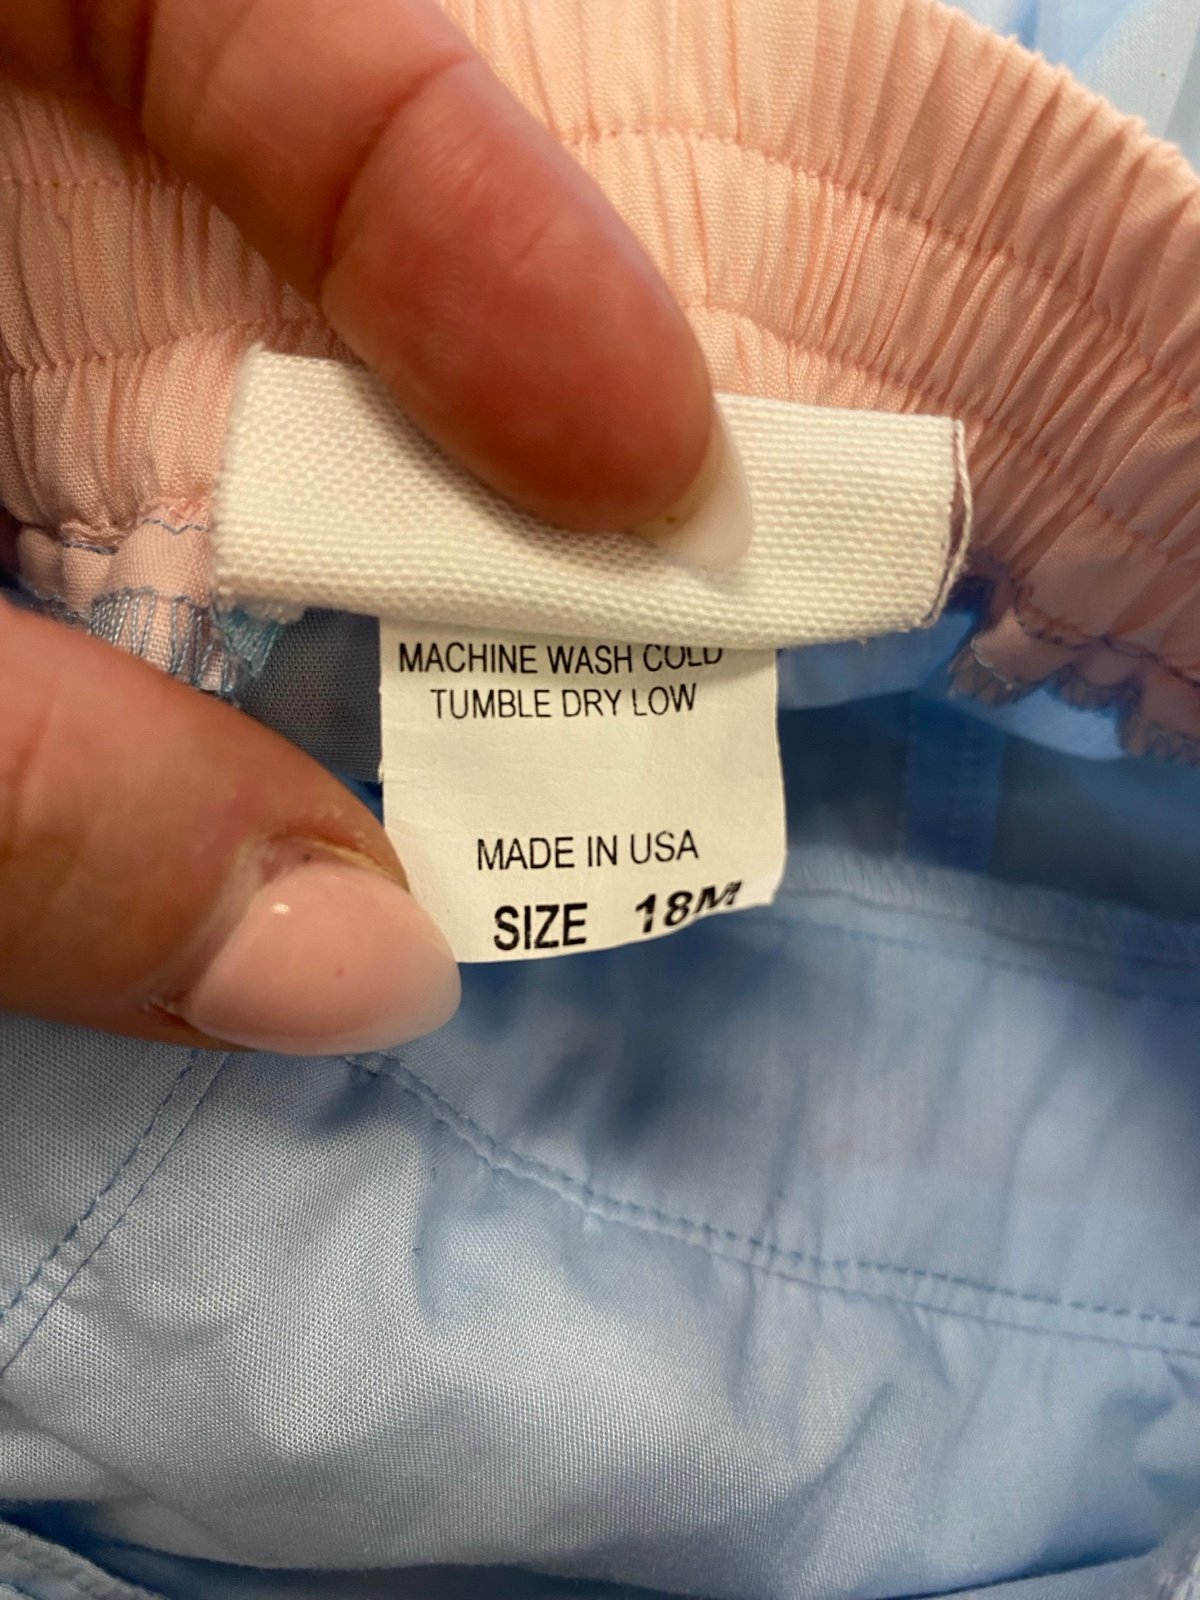 MACHINE WASH COLD
TUMBLE DRY LOW
MADE IN USA
SIZE 18M